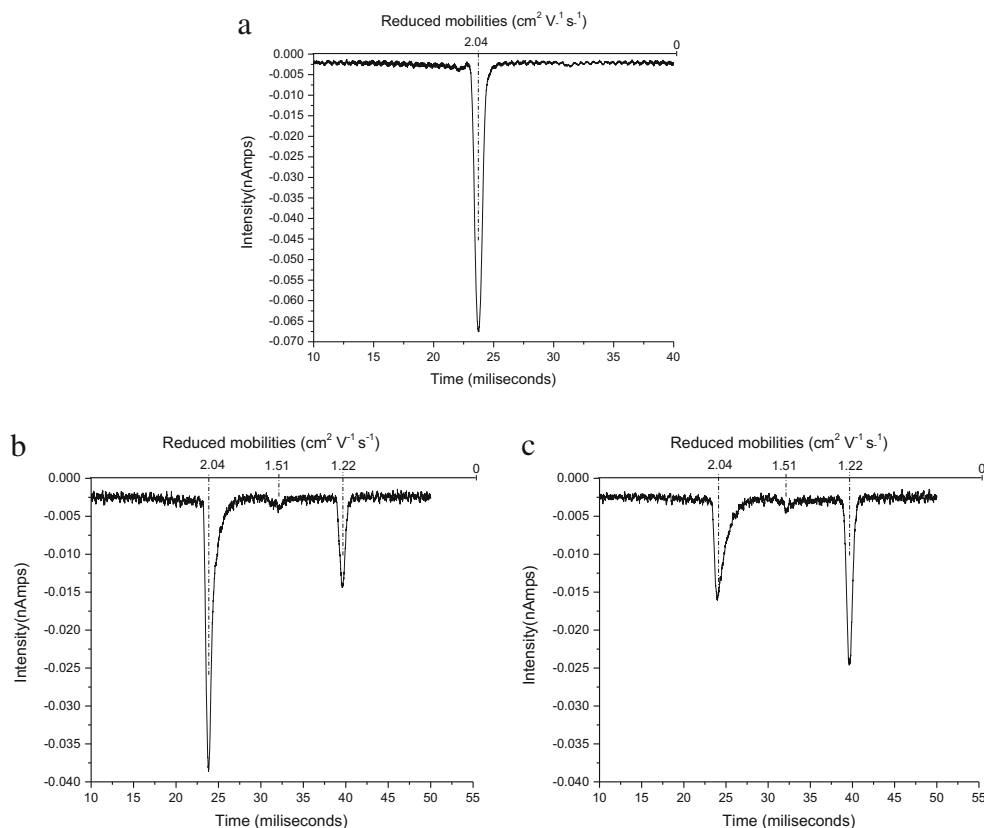 a
Reduced mobilities (cm² V-¹ s-¹)
2.04 0
0.000
-0.005
-0.010
-0.015
-0.020
-0.025
-0.030
-0.035
-0.040
-0.045
-0.050
-0.055
-0.060
-0.065
-0.070
Intensity(nAmps)
10 15 20 25 30 35 40
Time (miliseconds)
b
Reduced mobilities (cm² V⁻¹ s⁻¹)
2.04 1.51 1.22 0
0.000
-0.005
-0.010
-0.015
-0.020
-0.025
-0.030
-0.035
-0.040
Intensity(nAmps)
10 15 20 25 30 35 40 45 50 55
Time (miliseconds)
c
Reduced mobilities (cm² V⁻¹ s-¹)
2.04 1.51 1.22 0
0.000
-0.005
-0.010
-0.015
-0.020
-0.025
-0.030
-0.035
-0.040
Intensity(nAmps)
10 15 20 25 30 35 40 45 50 55
Time (miliseconds)